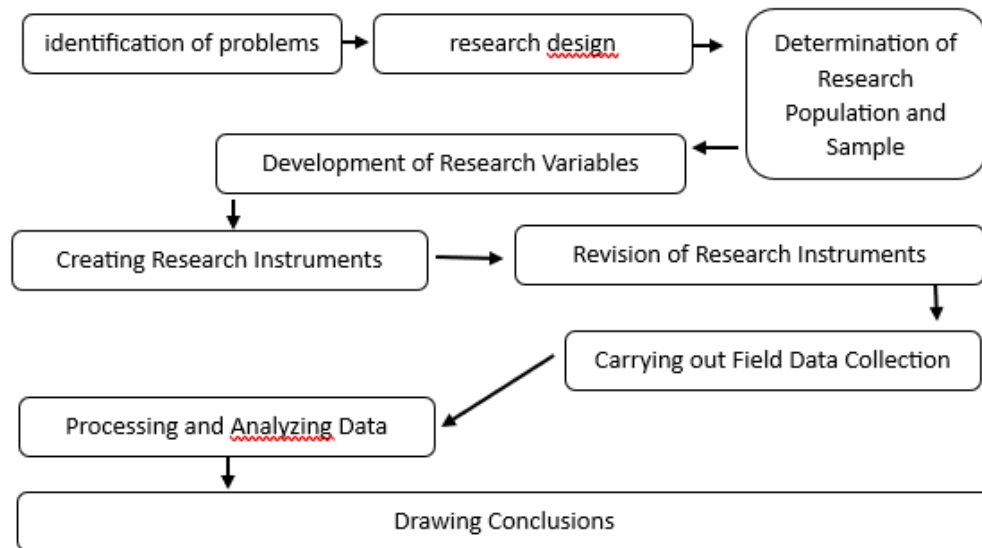 identification of problems
research design
Determination of
Research
Population and
Sample
Development of Research Variables
Creating Research Instruments
Revision of Research Instruments
Carrying out Field Data Collection
Processing and Analyzing Data
Drawing Conclusions